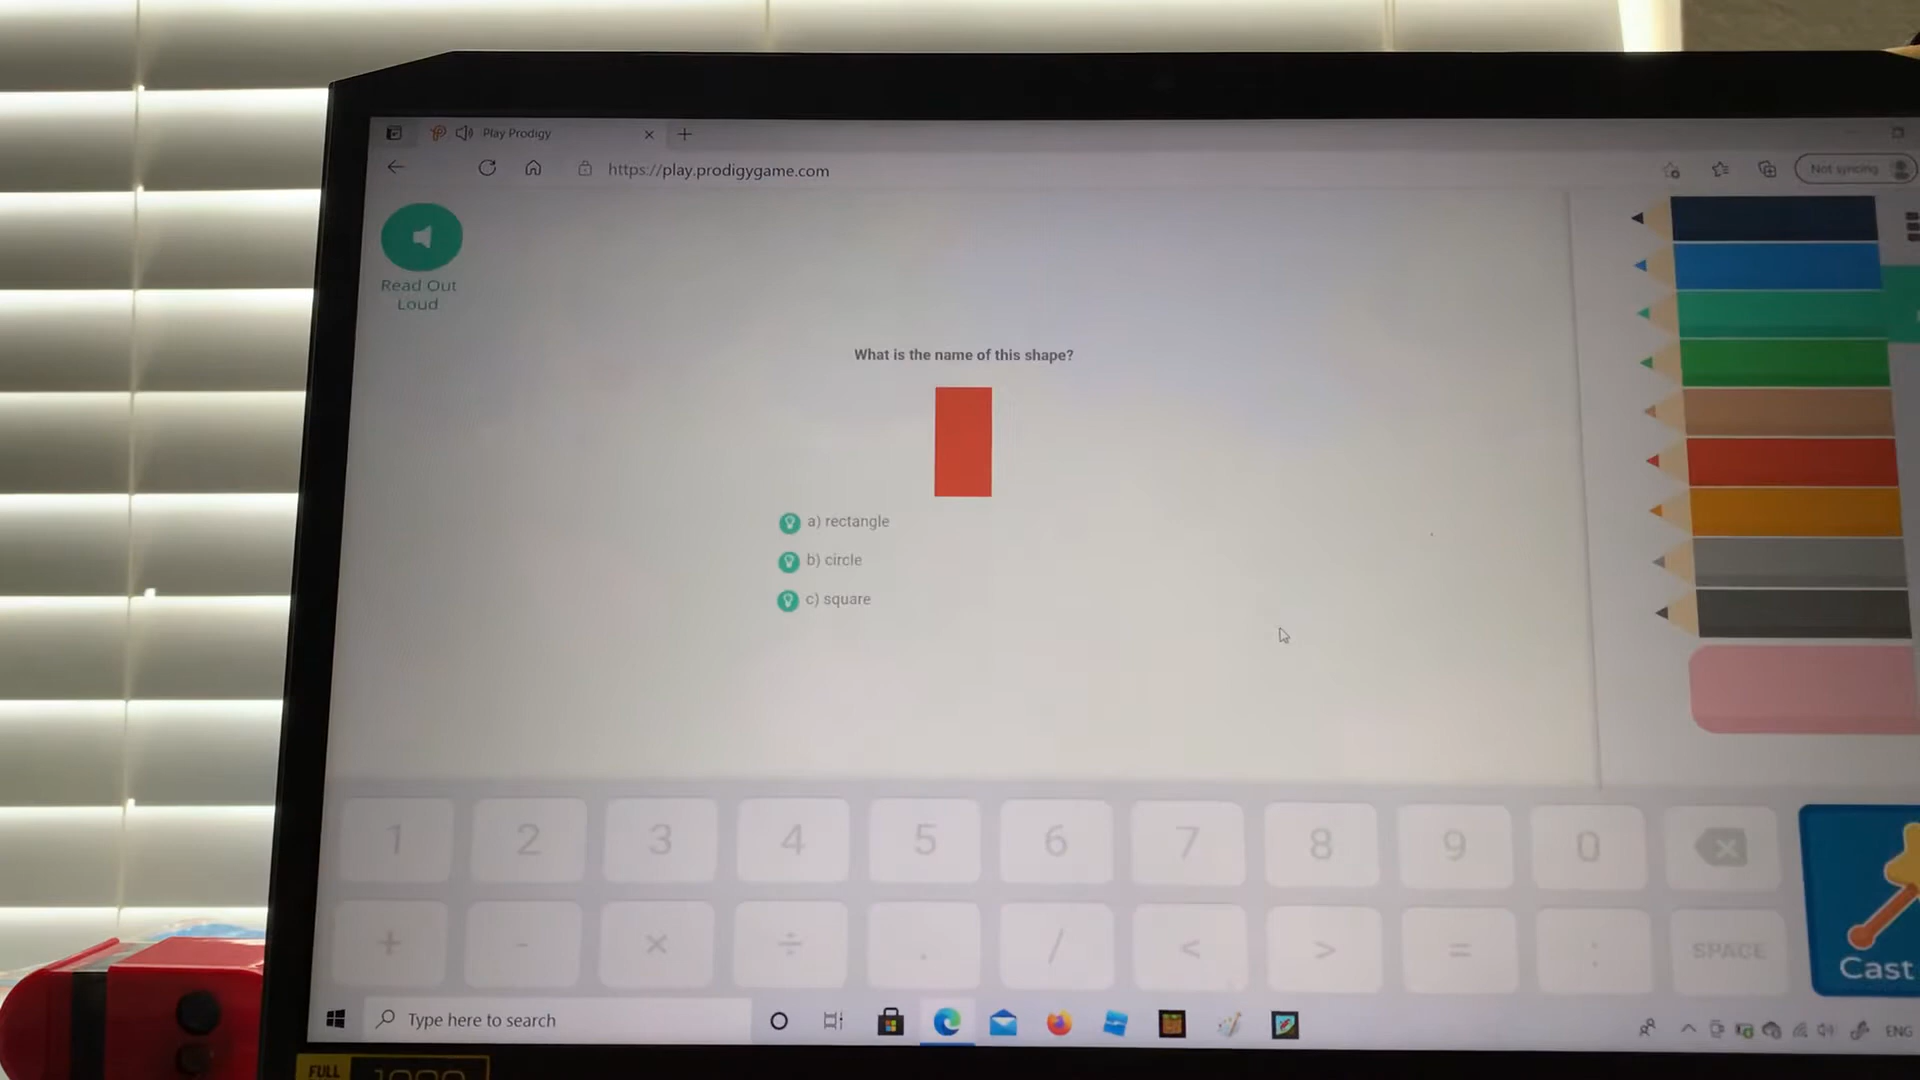 Play Prodigy
https://play.prodigygame.com
Not syncing
Read Out
Loud
What is the name of this shape?
a) rectangle
b) circle
c) square
1 2 3 4 5 6 7 8 9 0
+ - × ÷ . / < > = : SPACE
Cast
Type here to search
ENG
FULL
1080